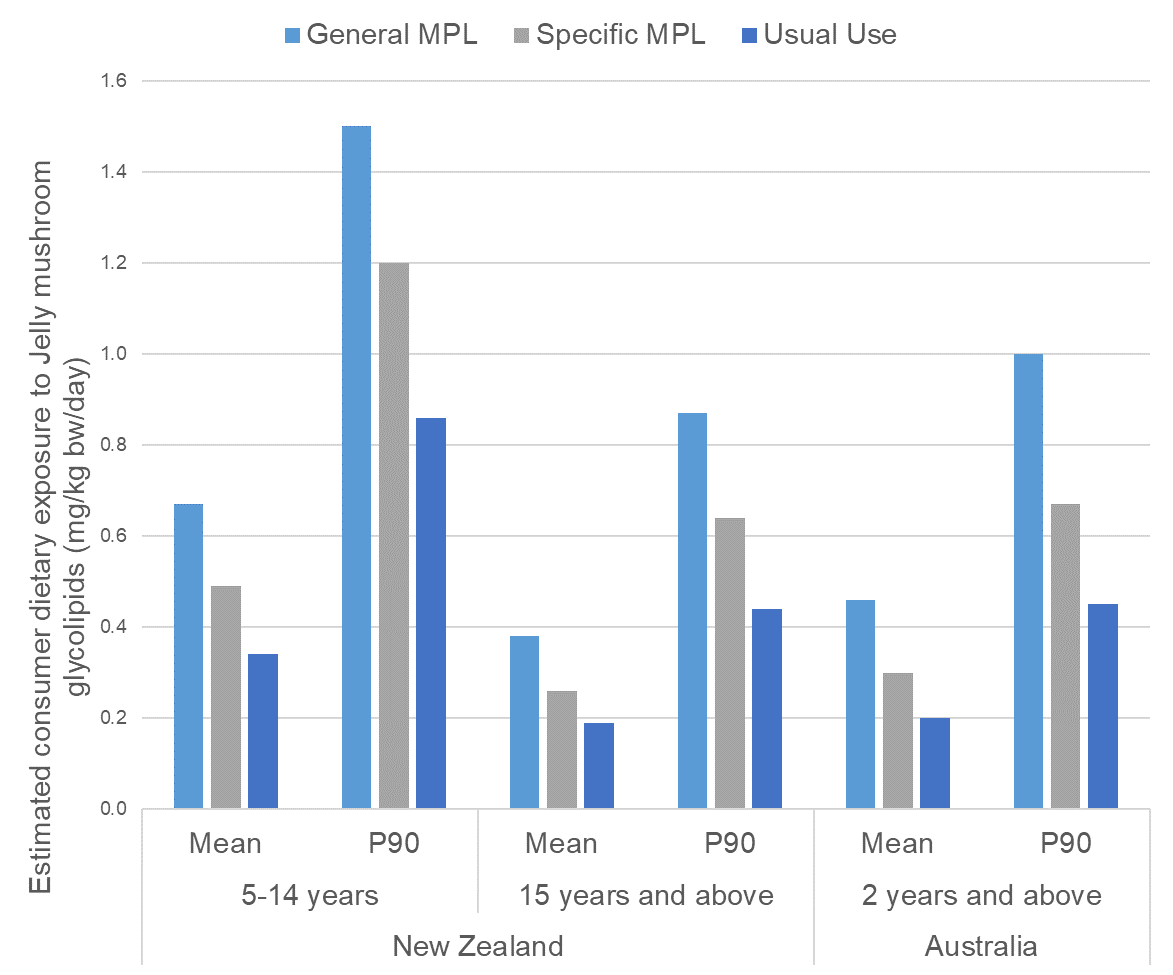 General MPL Specific MPL Usual Use
Estimated consumer dietary exposure to Jelly mushroom
glycolipids (mg/kg bw/day)
1.6
1.4
1.2
1.0
0.8
0.6
0.4
0.2
0.0
Mean P90 Mean P90 Mean P90
5-14 years 15 years and above 2 years and above
New Zealand Australia